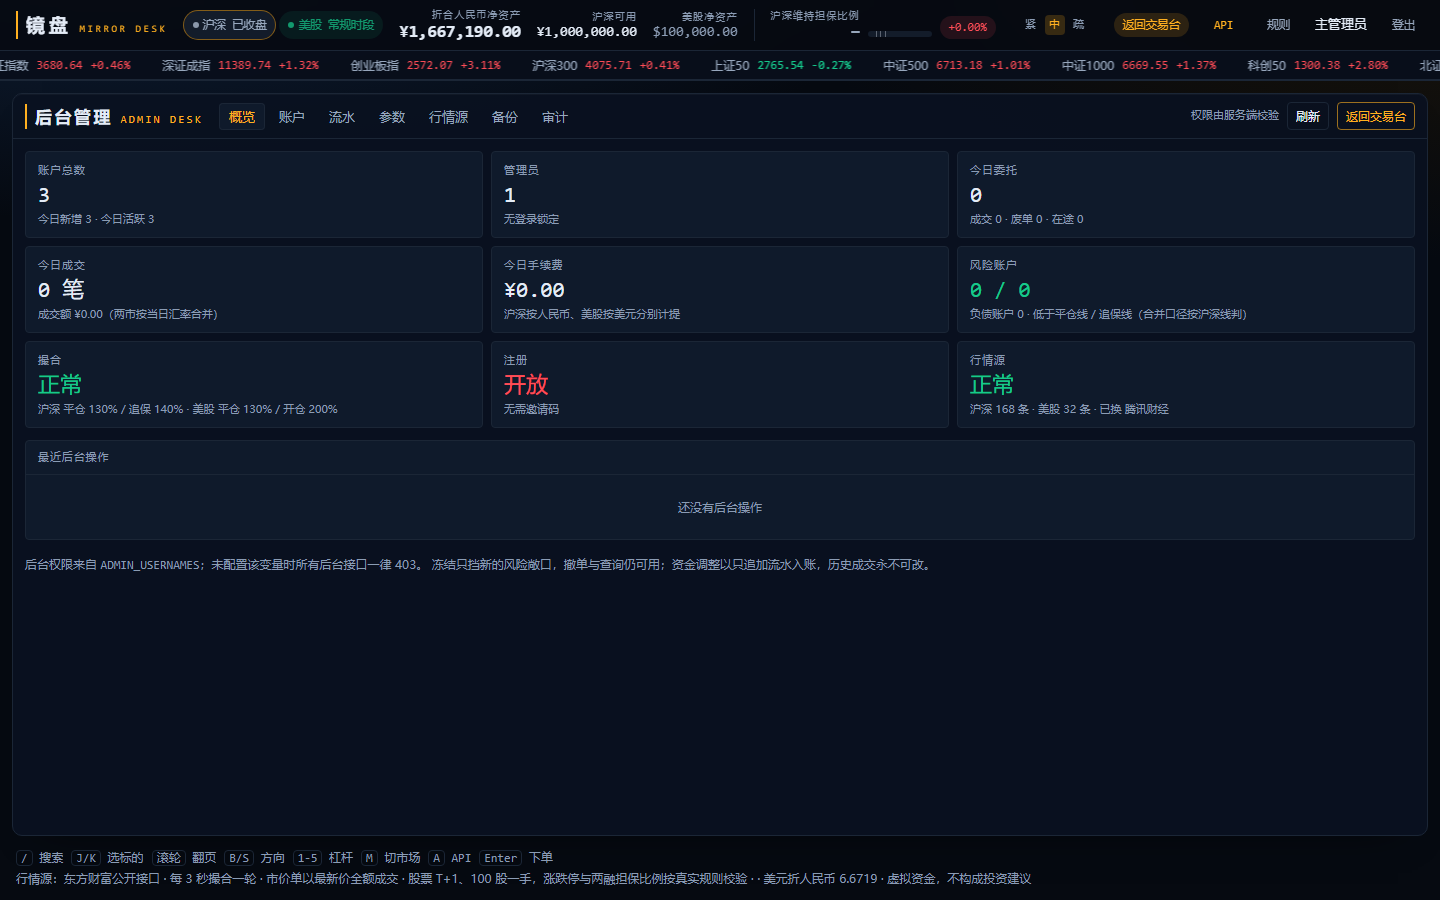 镜盘 MIRROR DESK
沪深 已收盘
美股 常规时段
折合人民币净资产
¥1,667,190.00
沪深可用
¥1,000,000.00
美股净资产
$100,000.00
沪深维持担保比例
—
+0.00%
紧 中 疏
返回交易台
API
规则
主管理员
登出
证指数 3680.64 +0.46% 深证成指 11389.74 +1.32% 创业板指 2572.07 +3.11% 沪深300 4075.71 +0.41% 上证50 2765.54 -0.27% 中证500 6713.18 +1.01% 中证1000 6669.55 +1.37% 科创50 1300.38 +2.80% 北证
后台管理 ADMIN DESK 概览 账户 流水 参数 行情源 备份 审计
权限由服务端校验 刷新 返回交易台
账户总数
3
今日新增 3 · 今日活跃 3
管理员
1
无登录锁定
今日委托
0
成交 0 · 废单 0 · 在途 0
今日成交
0 笔
成交额 ¥0.00（两市按当日汇率合并）
今日手续费
¥0.00
沪深按人民币、美股按美元分别计提
风险账户
0 / 0
负债账户 0 · 低于平仓线 / 追保线（合并口径按沪深线判）
撮合
正常
沪深 平仓 130% / 追保 140% · 美股 平仓 130% / 开仓 200%
注册
开放
无需邀请码
行情源
正常
沪深 168 条 · 美股 32 条 · 已换 腾讯财经
最近后台操作
还没有后台操作
后台权限来自 ADMIN_USERNAMES；未配置该变量时所有后台接口一律 403。 冻结只挡新的风险敞口，撤单与查询仍可用；资金调整以只追加流水入账，历史成交永不可改。
/ 搜索 J/K 选标的 滚轮 翻页 B/S 方向 1-5 杠杆 M 切市场 A API Enter 下单
行情源：东方财富公开接口 · 每 3 秒撮合一轮 · 市价单以最新价全额成交 · 股票 T+1、100 股一手，涨跌停与两融担保比例按真实规则校验 · · 美元折人民币 6.6719 · 虚拟资金，不构成投资建议